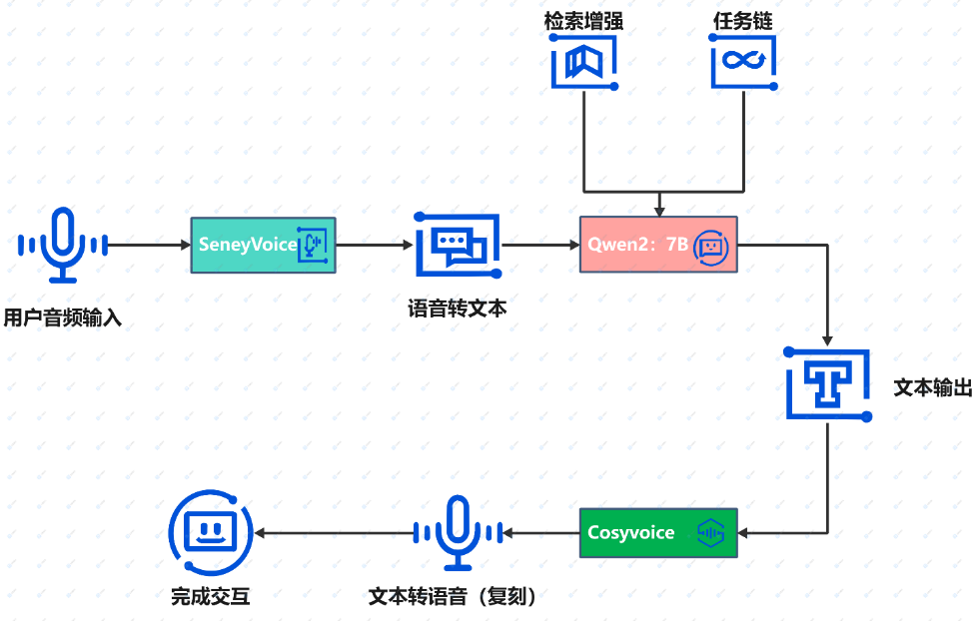 检索增强
任务链
SeneyVoice
Qwen2：7B
用户音频输入
语音转文本
文本输出
Cosyvoice
文本转语音（复刻）
完成交互